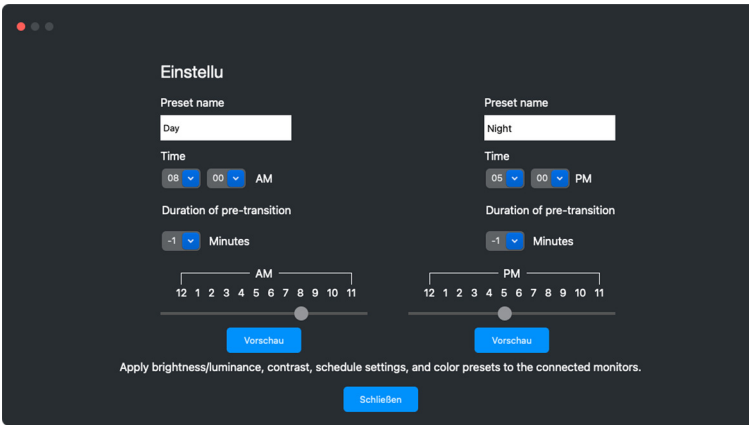 Einstellu
Preset name Preset name
Day Night
Time Time
08 00 AM 05 00 PM
Duration of pre-transition Duration of pre-transition
-1 Minutes -1 Minutes
AM PM
12 1 2 3 4 5 6 7 8 9 10 11 12 1 2 3 4 5 6 7 8 9 10 11
Vorschau Vorschau
Apply brightness/luminance, contrast, schedule settings, and color presets to the connected monitors.
Schließen